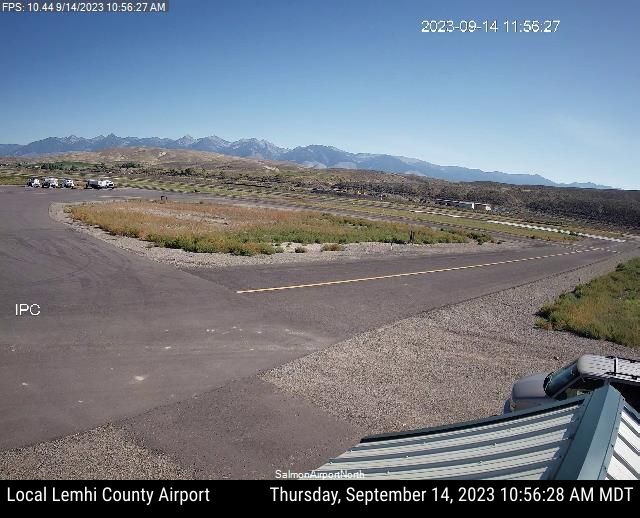 FPS: 10.44 9/14/2023 10:56:27 AM
2023-09-14 11:56:27
IPC
SalmonAirportNorth
Local Lemhi County Airport Thursday, September 14, 2023 10:56:28 AM MDT